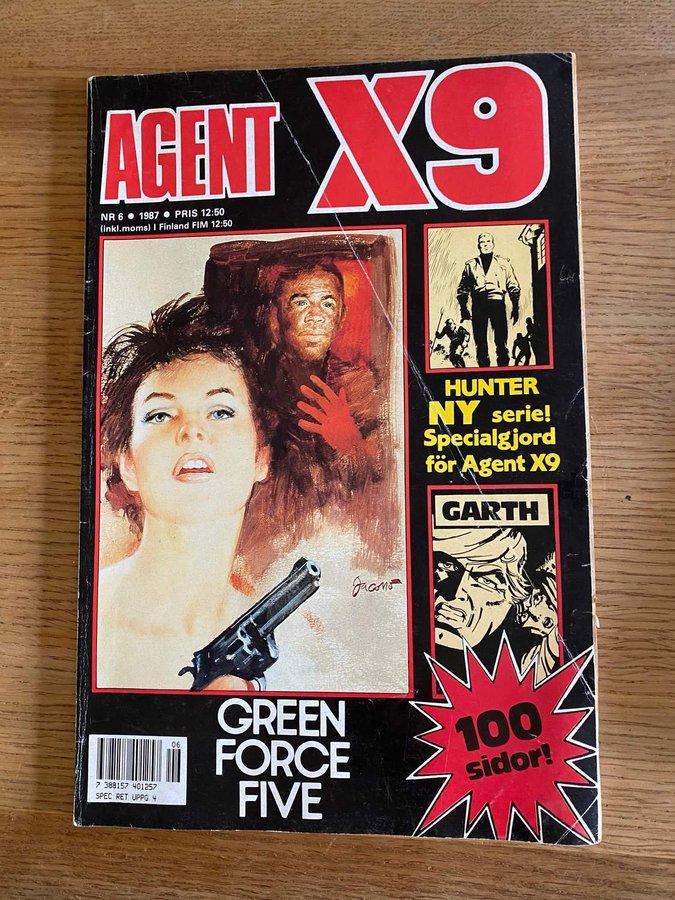 AGENT X9
NR 6 • 1987 • PRIS 12:50
(inkl.moms) I Finland FIM 12:50
HUNTER
NY serie!
Specialgjord
för Agent X9
GARTH
Jacono
100
sidor!
GREEN
FORCE
FIVE
06
7 388157 401257
SPEC RET UPPG 4